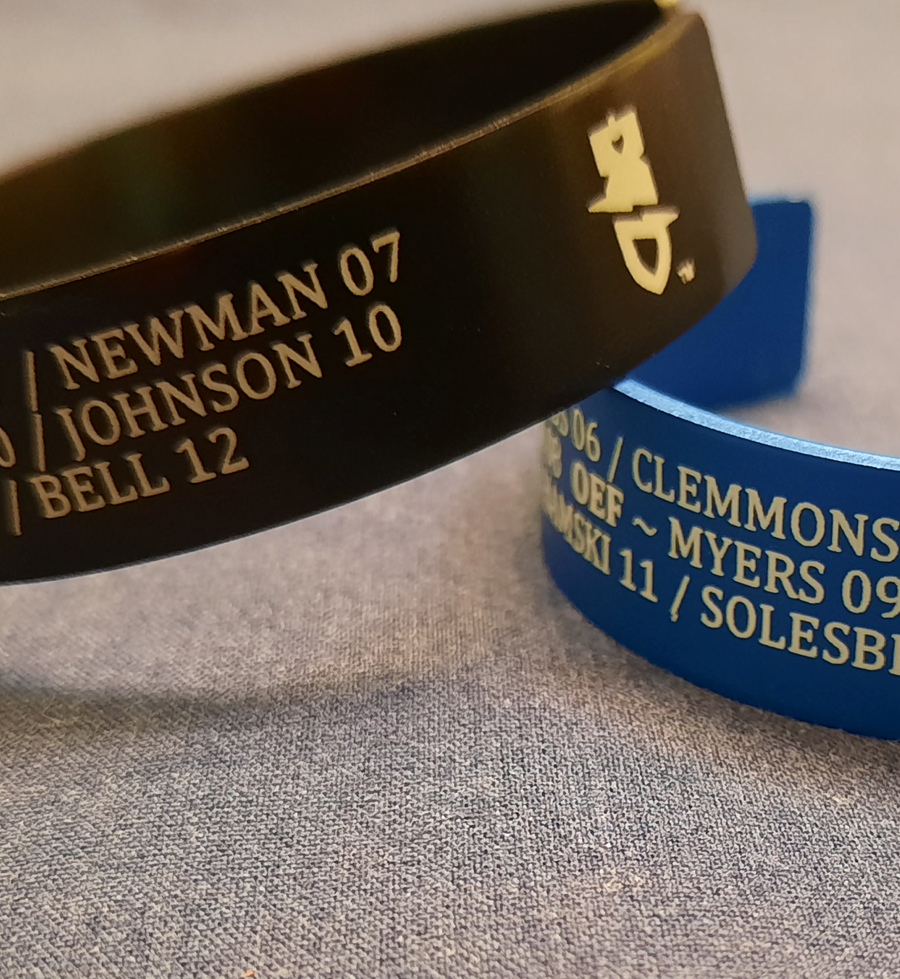 / NEWMAN 07
/ JOHNSON 10
/ BELL 12
06 / CLEMMONS
OEF ~ MYERS 09
11 / SOLESB